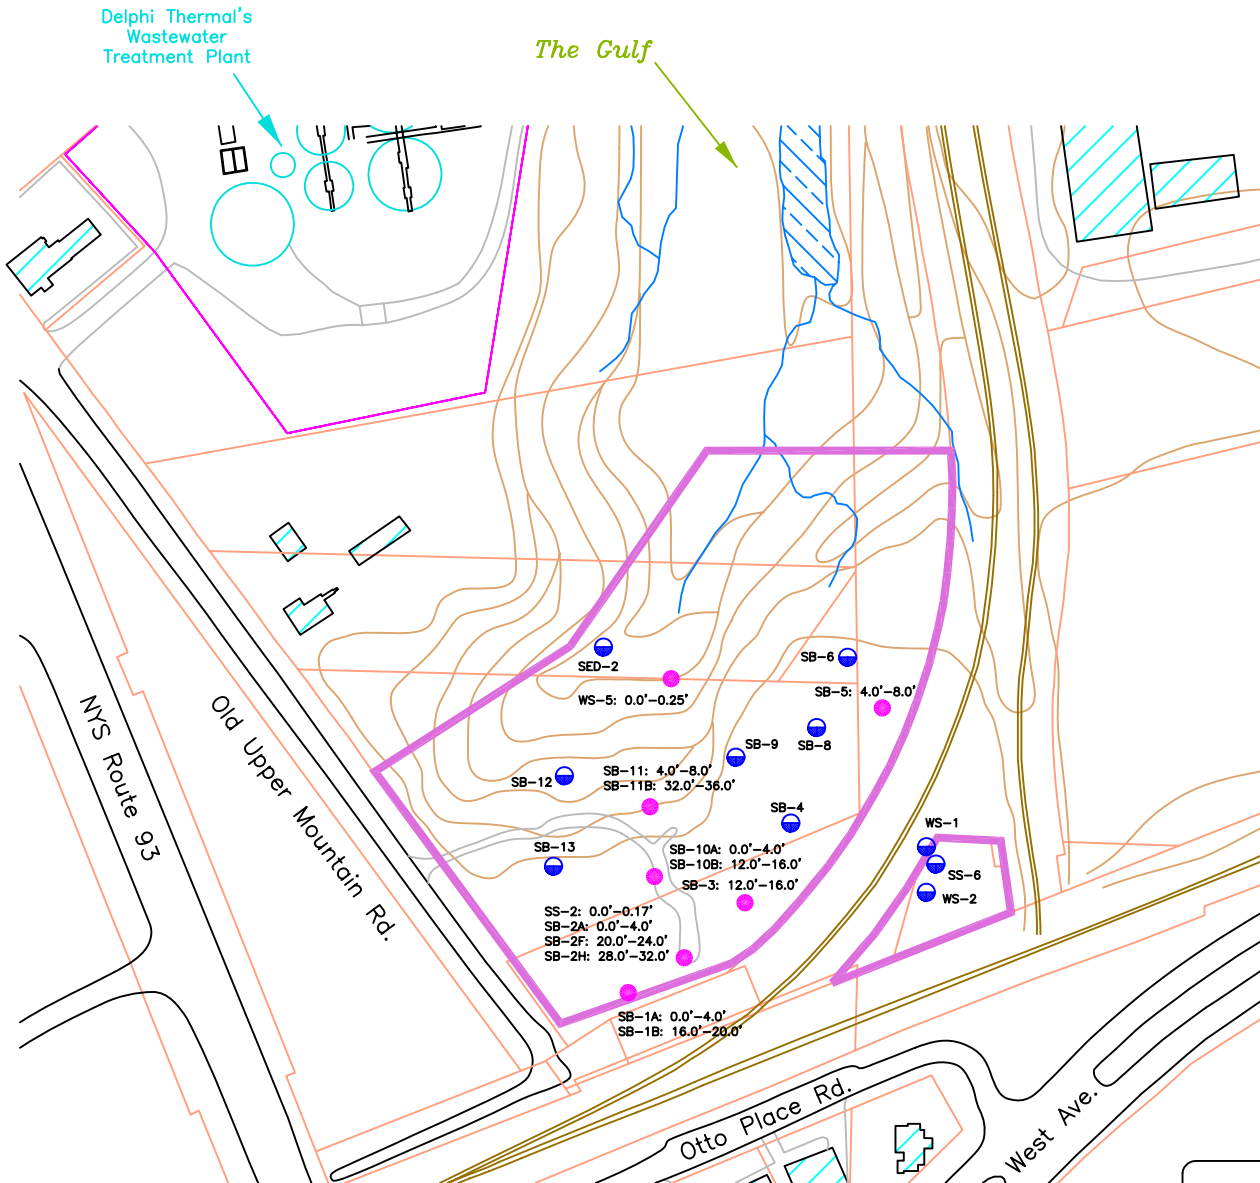 Delphi Thermal's
Wastewater
Treatment Plant
The Gulf
SED-2
WS-5: 0.0'-0.25'
SB-6
SB-5: 4.0'-8.0'
SB-8
SB-9
SB-12
SB-11: 4.0'-8.0'
SB-11B: 32.0'-36.0'
SB-4
SB-13
SB-10A: 0.0'-4.0'
SB-10B: 12.0'-16.0'
SB-3: 12.0'-16.0'
WS-1
SS-6
WS-2
SS-2: 0.0'-0.17'
SB-2A: 0.0'-4.0'
SB-2F: 20.0'-24.0'
SB-2H: 28.0'-32.0'
SB-1A: 0.0'-4.0'
SB-1B: 16.0'-20.0'
NYS Route 93
Old Upper Mountain Rd.
Otto Place Rd.
West Ave.